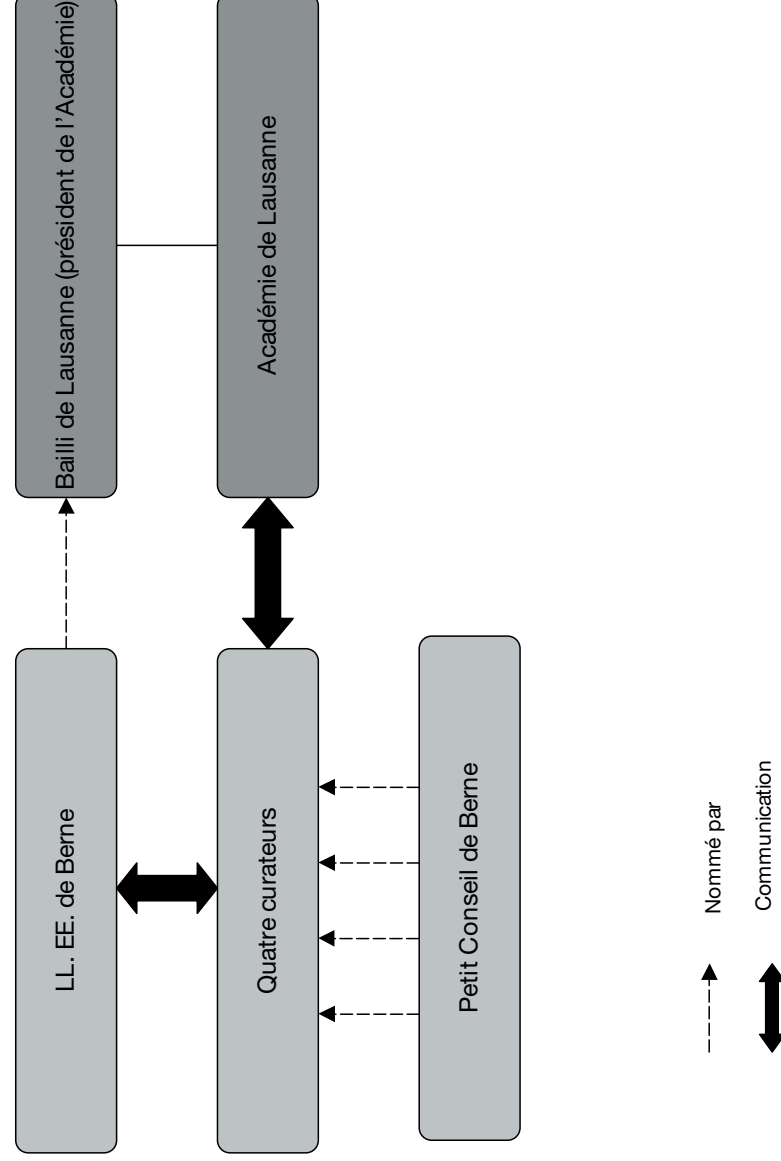 LL. EE. de Berne
Bailli de Lausanne (président de l'Académie)
Quatre curateurs
Académie de Lausanne
Petit Conseil de Berne
Nommé par
Communication